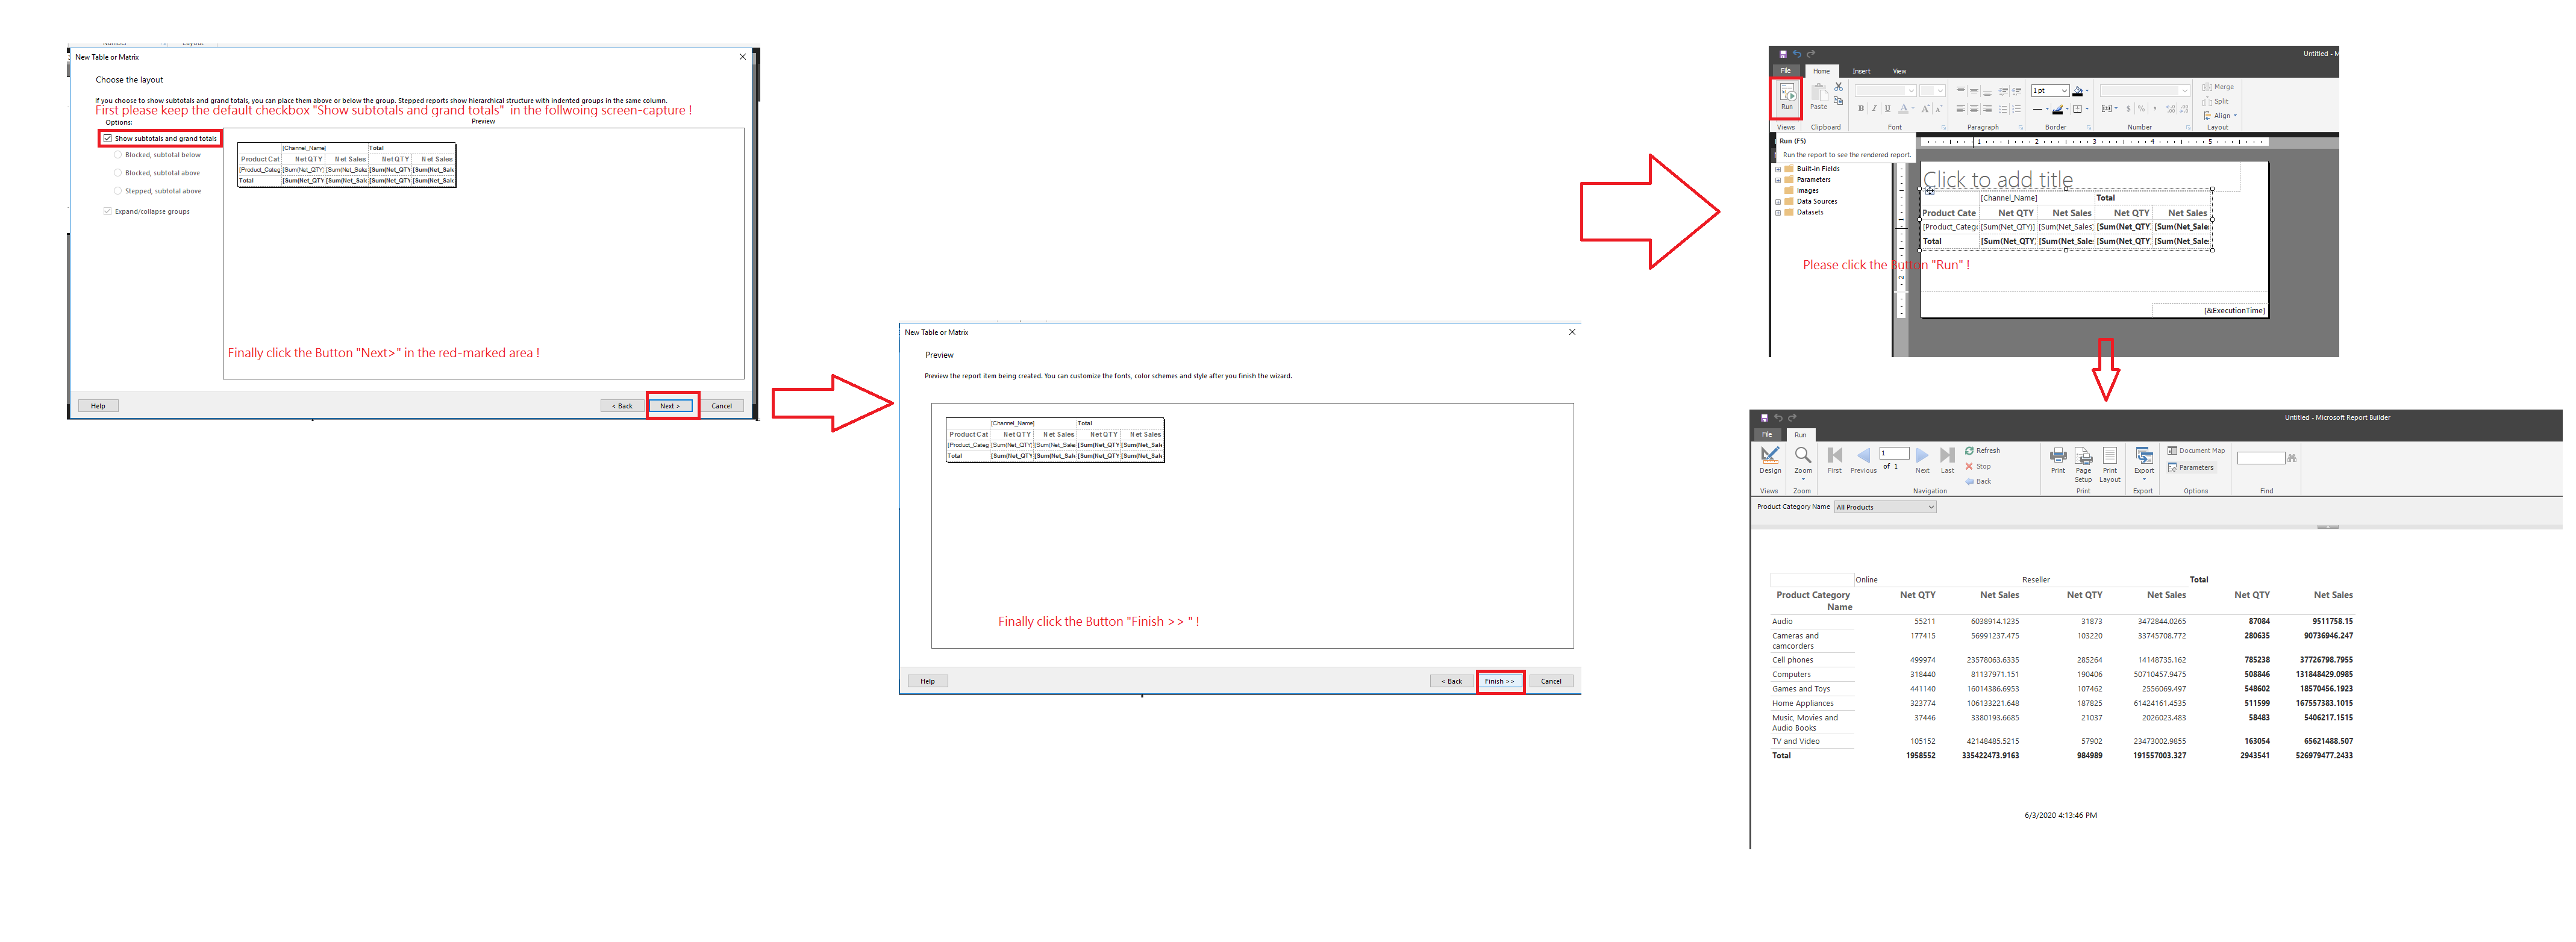 New Table or Matrix
Choose the layout
If you choose to show subtotals and grand totals, you can place them above or below the group. Stepped reports show hierarchical structure with indented groups in the same column.
First please keep the default checkbox "Show subtotals and grand totals" in the follwoing screen-capture !
Options:
Preview
Show subtotals and grand totals
Blocked, subtotal below
Blocked, subtotal above
Stepped, subtotal above
Expand/collapse groups
[Channel_Name] Total
Product Cat Net QTY Net Sales Net QTY Net Sales
[Product_Categ [Sum(Net_QTY) [Sum(Net_Sales [Sum(Net_QTY [Sum(Net_Sale
Total [Sum(Net_QTY [Sum(Net_Sale [Sum(Net_QTY [Sum(Net_Sale
Finally click the Button "Next>" in the red-marked area !
Help < Back Next > Cancel
New Table or Matrix
Preview
Preview the report item being created. You can customize the fonts, color schemes and style after you finish the wizard.
[Channel_Name] Total
Product Cat Net QTY Net Sales Net QTY Net Sales
[Product_Categ [Sum(Net_QTY) [Sum(Net_Sales [Sum(Net_QTY [Sum(Net_Sale
Total [Sum(Net_QTY [Sum(Net_Sale [Sum(Net_QTY [Sum(Net_Sale
Finally click the Button "Finish >> " !
Help < Back Finish >> Cancel
Untitled - M
File Home Insert View
Run Paste
1 pt
B I U A A A
$ %
Merge
Split
Align
Views Clipboard Font Paragraph Border Number Layout
Run (F5)
Run the report to see the rendered report.
1 2 3 4 5
Built-in Fields
Parameters
Images
Data Sources
Datasets
Click to add title
[Channel_Name] Total
Product Cate Net QTY Net Sales Net QTY Net Sales
[Product_Catego [Sum(Net_QTY)] [Sum(Net_Sales) [Sum(Net_QTY [Sum(Net_Sales
Total [Sum(Net_QTY [Sum(Net_Sale [Sum(Net_QTY [Sum(Net_Sale
Please click the Button "Run" !
2
[&ExecutionTime]
Untitled - Microsoft Report Builder
File Run
Design Zoom First Previous 1 of 1 Next Last
Refresh
Stop
Back
Print Page Setup Print Layout Export
Document Map
Parameters
Views Zoom Navigation Print Export Options Find
Product Category Name All Products
Online Reseller Total
Product Category Name Net QTY Net Sales Net QTY Net Sales Net QTY Net Sales
Audio 55211 6038914.1235 31873 3472844.0265 87084 9511758.15
Cameras and camcorders 177415 56991237.475 103220 33745708.772 280635 90736946.247
Cell phones 499974 23578063.6335 285264 14148735.162 785238 37726798.7955
Computers 318440 81137971.151 190406 50710457.9475 508846 131848429.0985
Games and Toys 441140 16014386.6953 107462 2556069.497 548602 18570456.1923
Home Appliances 323774 106133221.648 187825 61424161.4535 511599 167557383.1015
Music, Movies and Audio Books 37446 3380193.6685 21037 2026023.483 58483 5406217.1515
TV and Video 105152 42148485.5215 57902 23473002.9855 163054 65621488.507
Total 1958552 335422473.9163 984989 191557003.327 2943541 526979477.2433
6/3/2020 4:13:46 PM